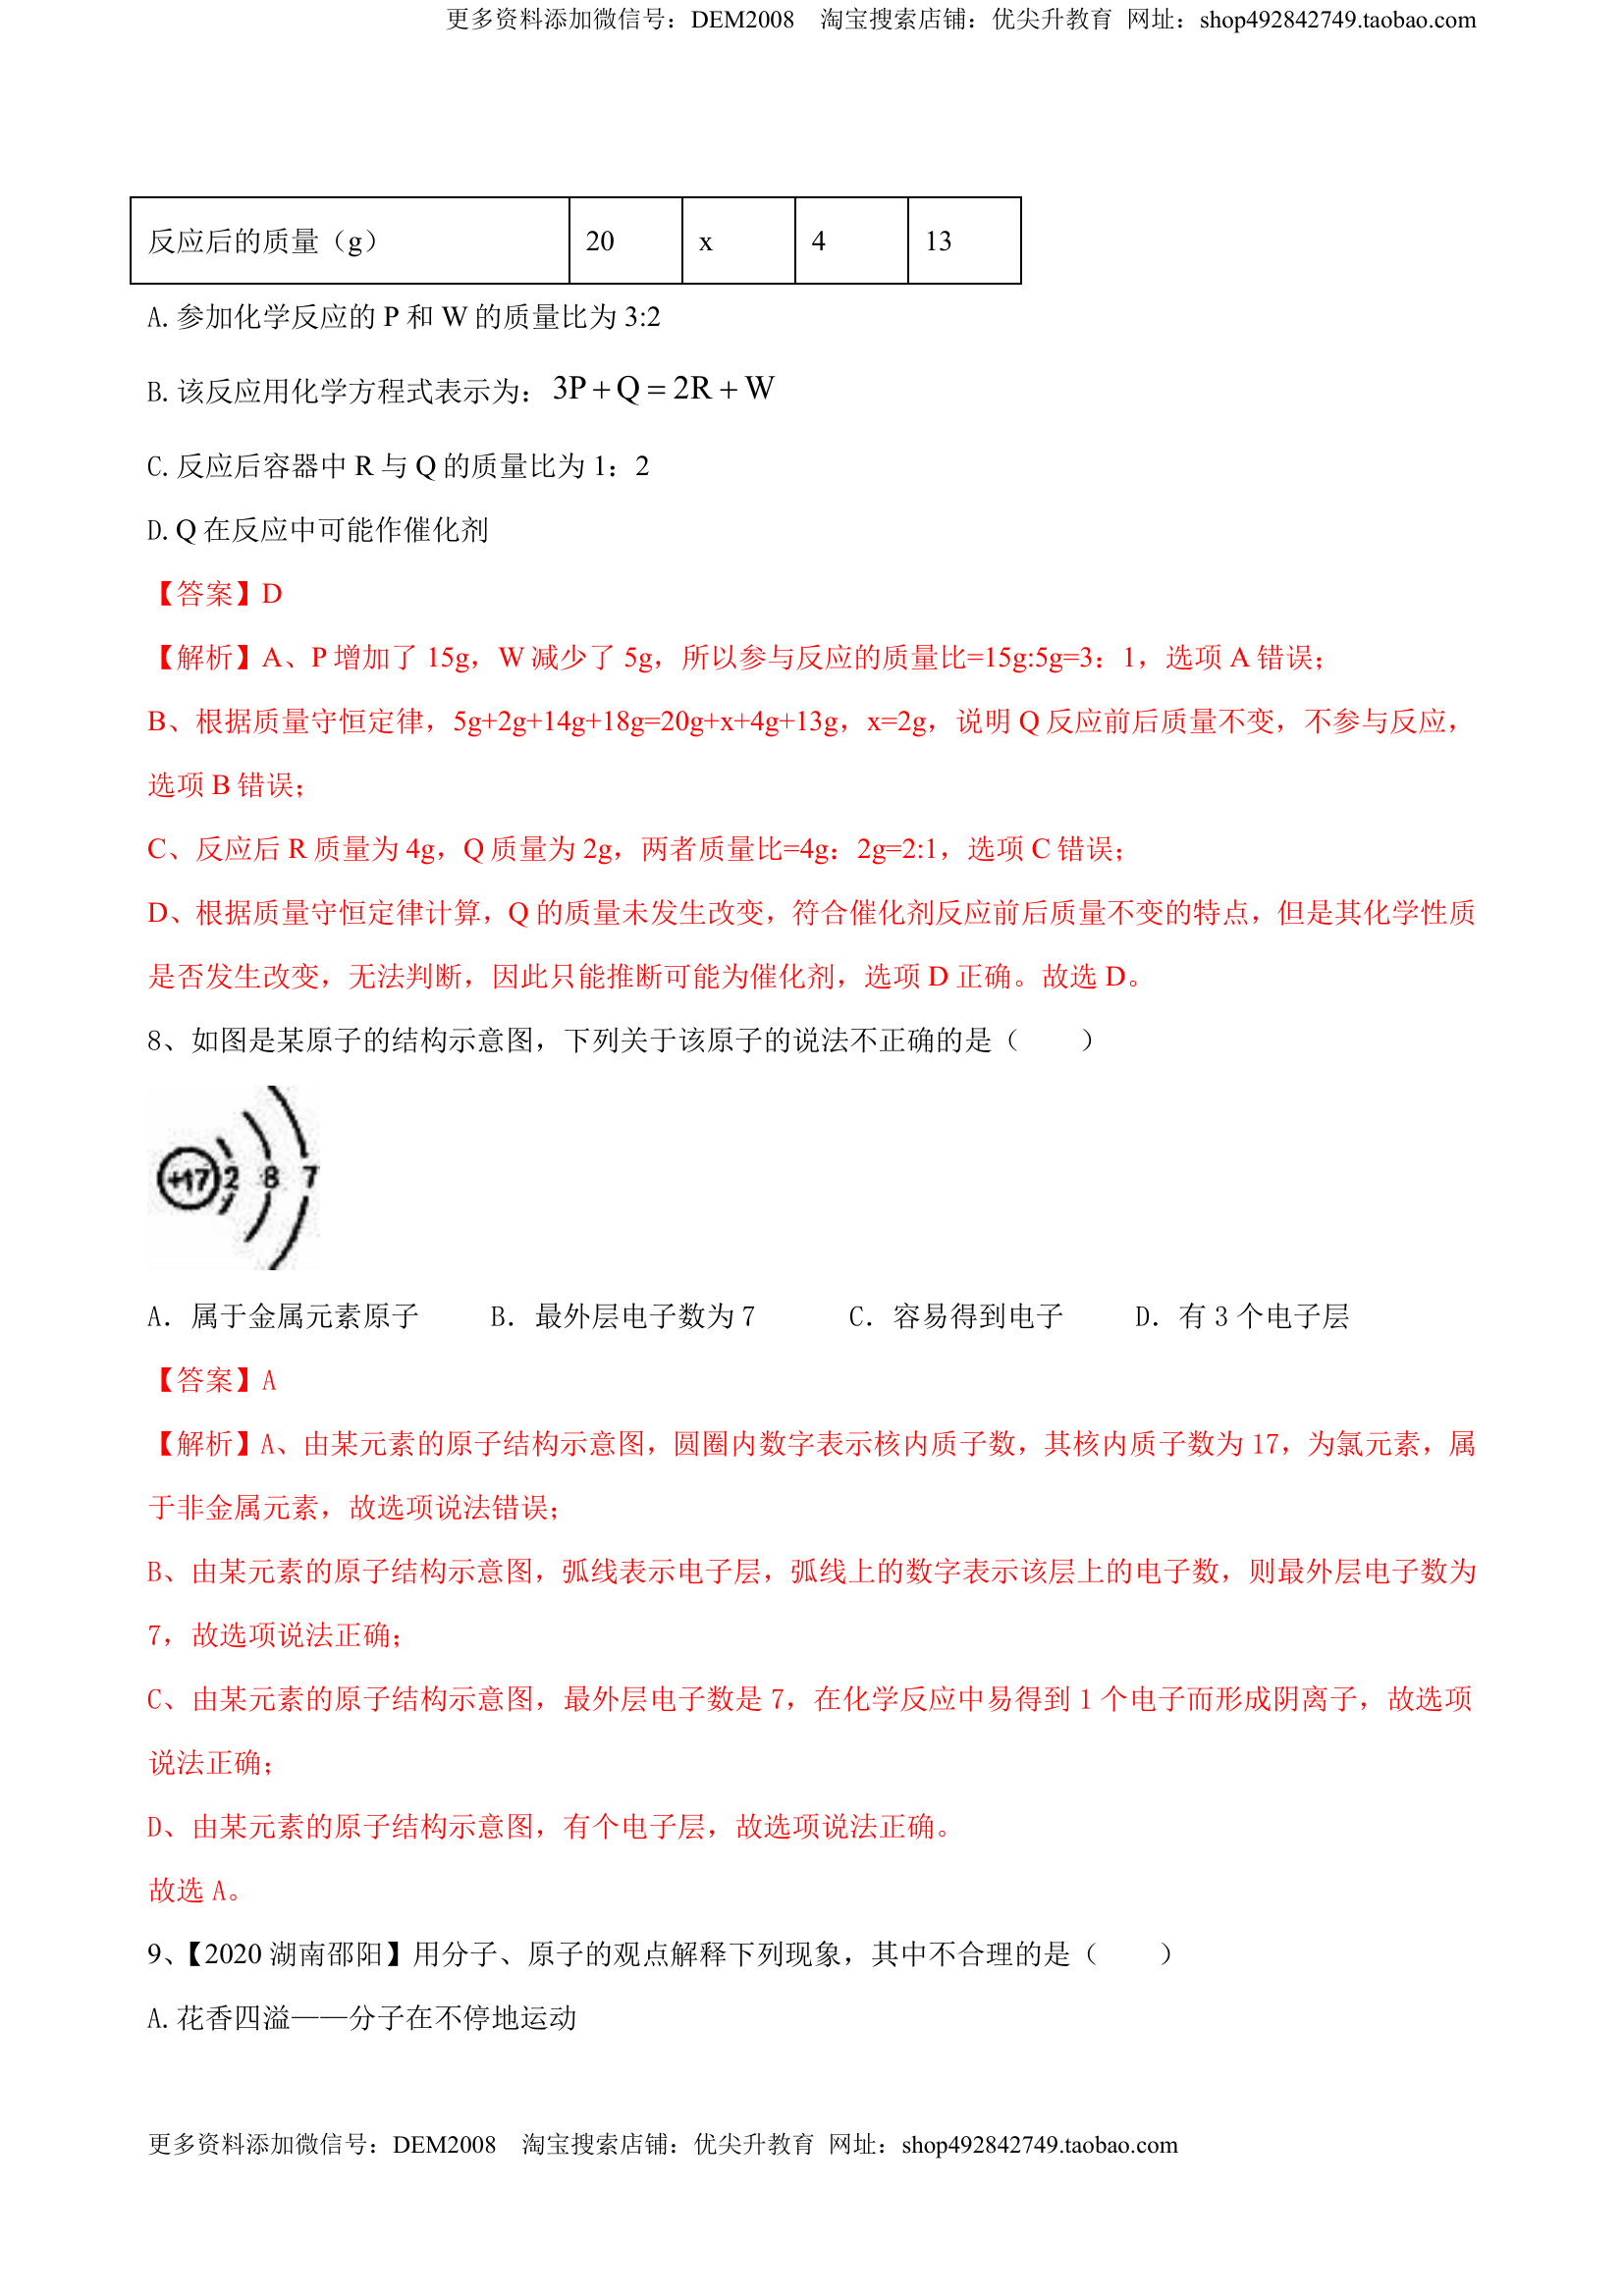 更多资料添加微信号：DEM2008　淘宝搜索店铺：优尖升教育 网址：shop492842749.taobao.com
反应后的质量（g） 20 x 4 13
A.参加化学反应的 P 和 W 的质量比为 3:2
B.该反应用化学方程式表示为：3P + Q = 2R + W
C.反应后容器中 R 与 Q 的质量比为 1：2
D.Q 在反应中可能作催化剂
【答案】D
【解析】A、P 增加了 15g，W 减少了 5g，所以参与反应的质量比=15g:5g=3：1，选项 A 错误；
B、根据质量守恒定律，5g+2g+14g+18g=20g+x+4g+13g，x=2g，说明 Q 反应前后质量不变，不参与反应，
选项 B 错误；
C、反应后 R 质量为 4g，Q 质量为 2g，两者质量比=4g：2g=2:1，选项 C 错误；
D、根据质量守恒定律计算，Q 的质量未发生改变，符合催化剂反应前后质量不变的特点，但是其化学性质
是否发生改变，无法判断，因此只能推断可能为催化剂，选项 D 正确。故选 D。
8、如图是某原子的结构示意图，下列关于该原子的说法不正确的是（　　）
+17 2 8 7
A．属于金属元素原子　　B．最外层电子数为 7　　C．容易得到电子　　D．有 3 个电子层
【答案】A
【解析】A、由某元素的原子结构示意图，圆圈内数字表示核内质子数，其核内质子数为 17，为氯元素，属
于非金属元素，故选项说法错误；
B、由某元素的原子结构示意图，弧线表示电子层，弧线上的数字表示该层上的电子数，则最外层电子数为
7，故选项说法正确；
C、由某元素的原子结构示意图，最外层电子数是 7，在化学反应中易得到 1 个电子而形成阴离子，故选项
说法正确；
D、由某元素的原子结构示意图，有个电子层，故选项说法正确。
故选 A。
9、【2020 湖南邵阳】用分子、原子的观点解释下列现象，其中不合理的是（　　）
A.花香四溢——分子在不停地运动
更多资料添加微信号：DEM2008　淘宝搜索店铺：优尖升教育 网址：shop492842749.taobao.com